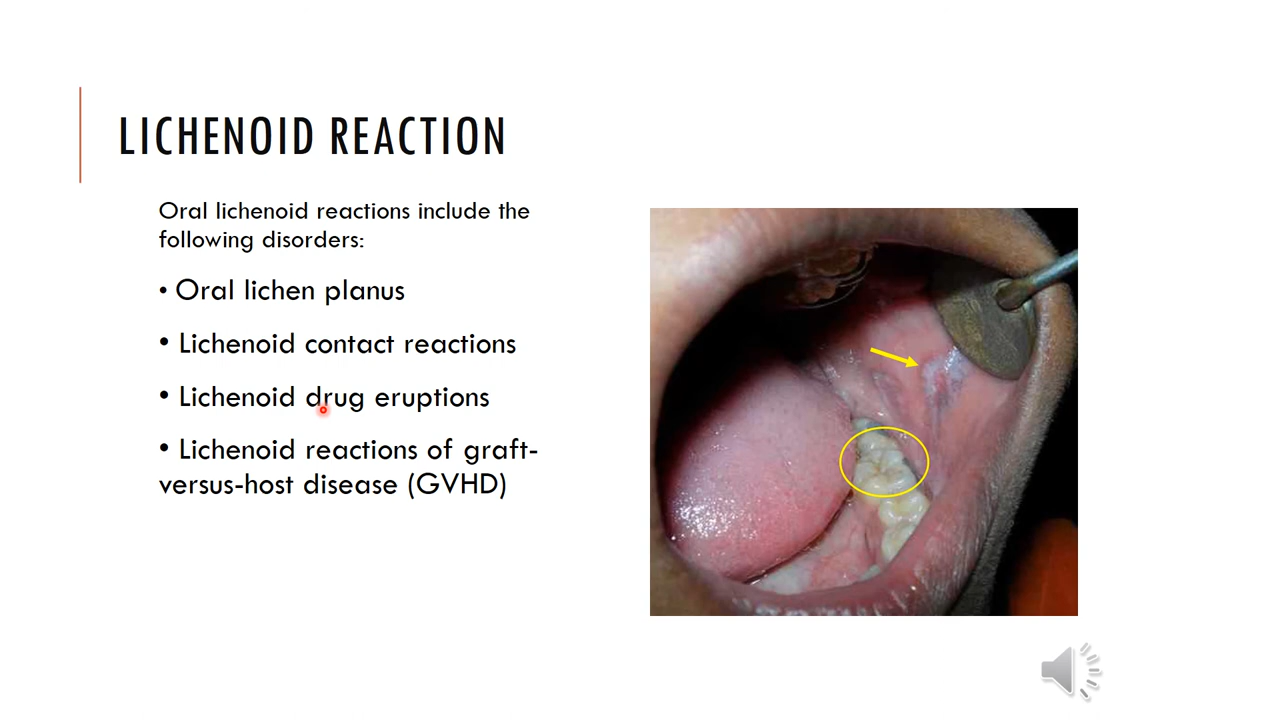 LICHENOID REACTION
Oral lichenoid reactions include the
following disorders:
• Oral lichen planus
• Lichenoid contact reactions
• Lichenoid drug eruptions
• Lichenoid reactions of graft-
versus-host disease (GVHD)